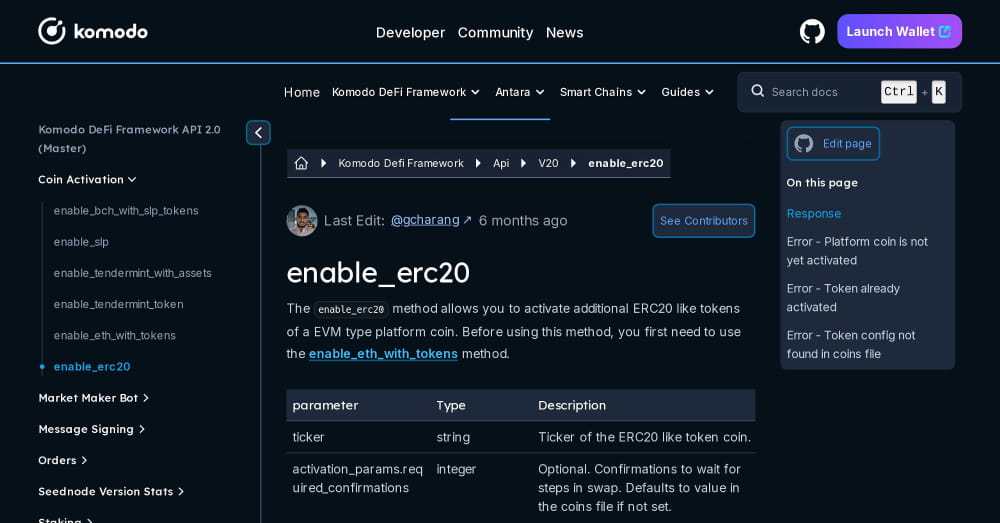 komodo
Developer Community News
Launch Wallet
Home Komodo DeFi Framework Antara Smart Chains Guides
Search docs Ctrl + K
Komodo DeFi Framework API 2.0
(Master)
Coin Activation
enable_bch_with_slp_tokens
enable_slp
enable_tendermint_with_assets
enable_tendermint_token
enable_eth_with_tokens
enable_erc20
Market Maker Bot
Message Signing
Orders
Seednode Version Stats
Staking
Komodo Defi Framework Api V20 enable_erc20
Last Edit: @gcharang ↗ 6 months ago
See Contributors
enable_erc20
The enable_erc20 method allows you to activate additional ERC20 like tokens
of a EVM type platform coin. Before using this method, you first need to use
the enable_eth_with_tokens method.
parameter Type Description
ticker string Ticker of the ERC20 like token coin.
activation_params.req integer Optional. Confirmations to wait for
uired_confirmations steps in swap. Defaults to value in
the coins file if not set.
Edit page
On this page
Response
Error - Platform coin is not
yet activated
Error - Token already
activated
Error - Token config not
found in coins file